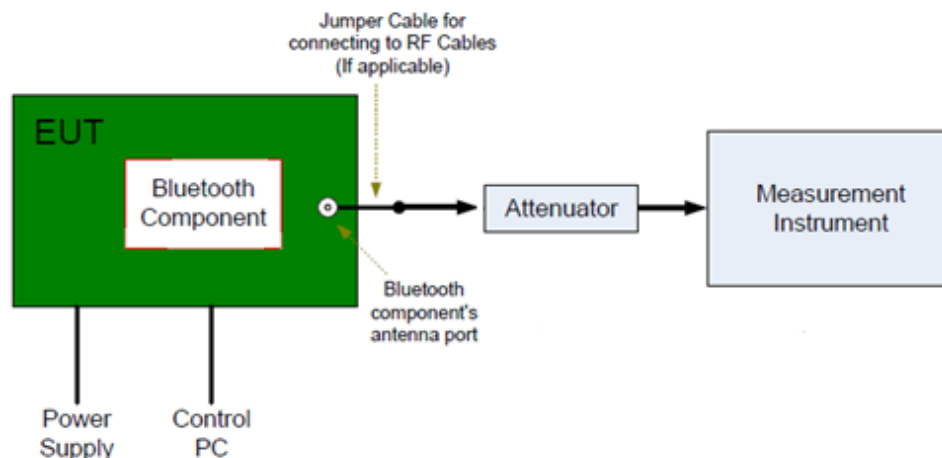 Jumper Cable for
connecting to RF Cables
(If applicable)
EUT
Bluetooth
Component
Attenuator
Measurement
Instrument
Bluetooth
component's
antenna port
Power
Supply
Control
PC